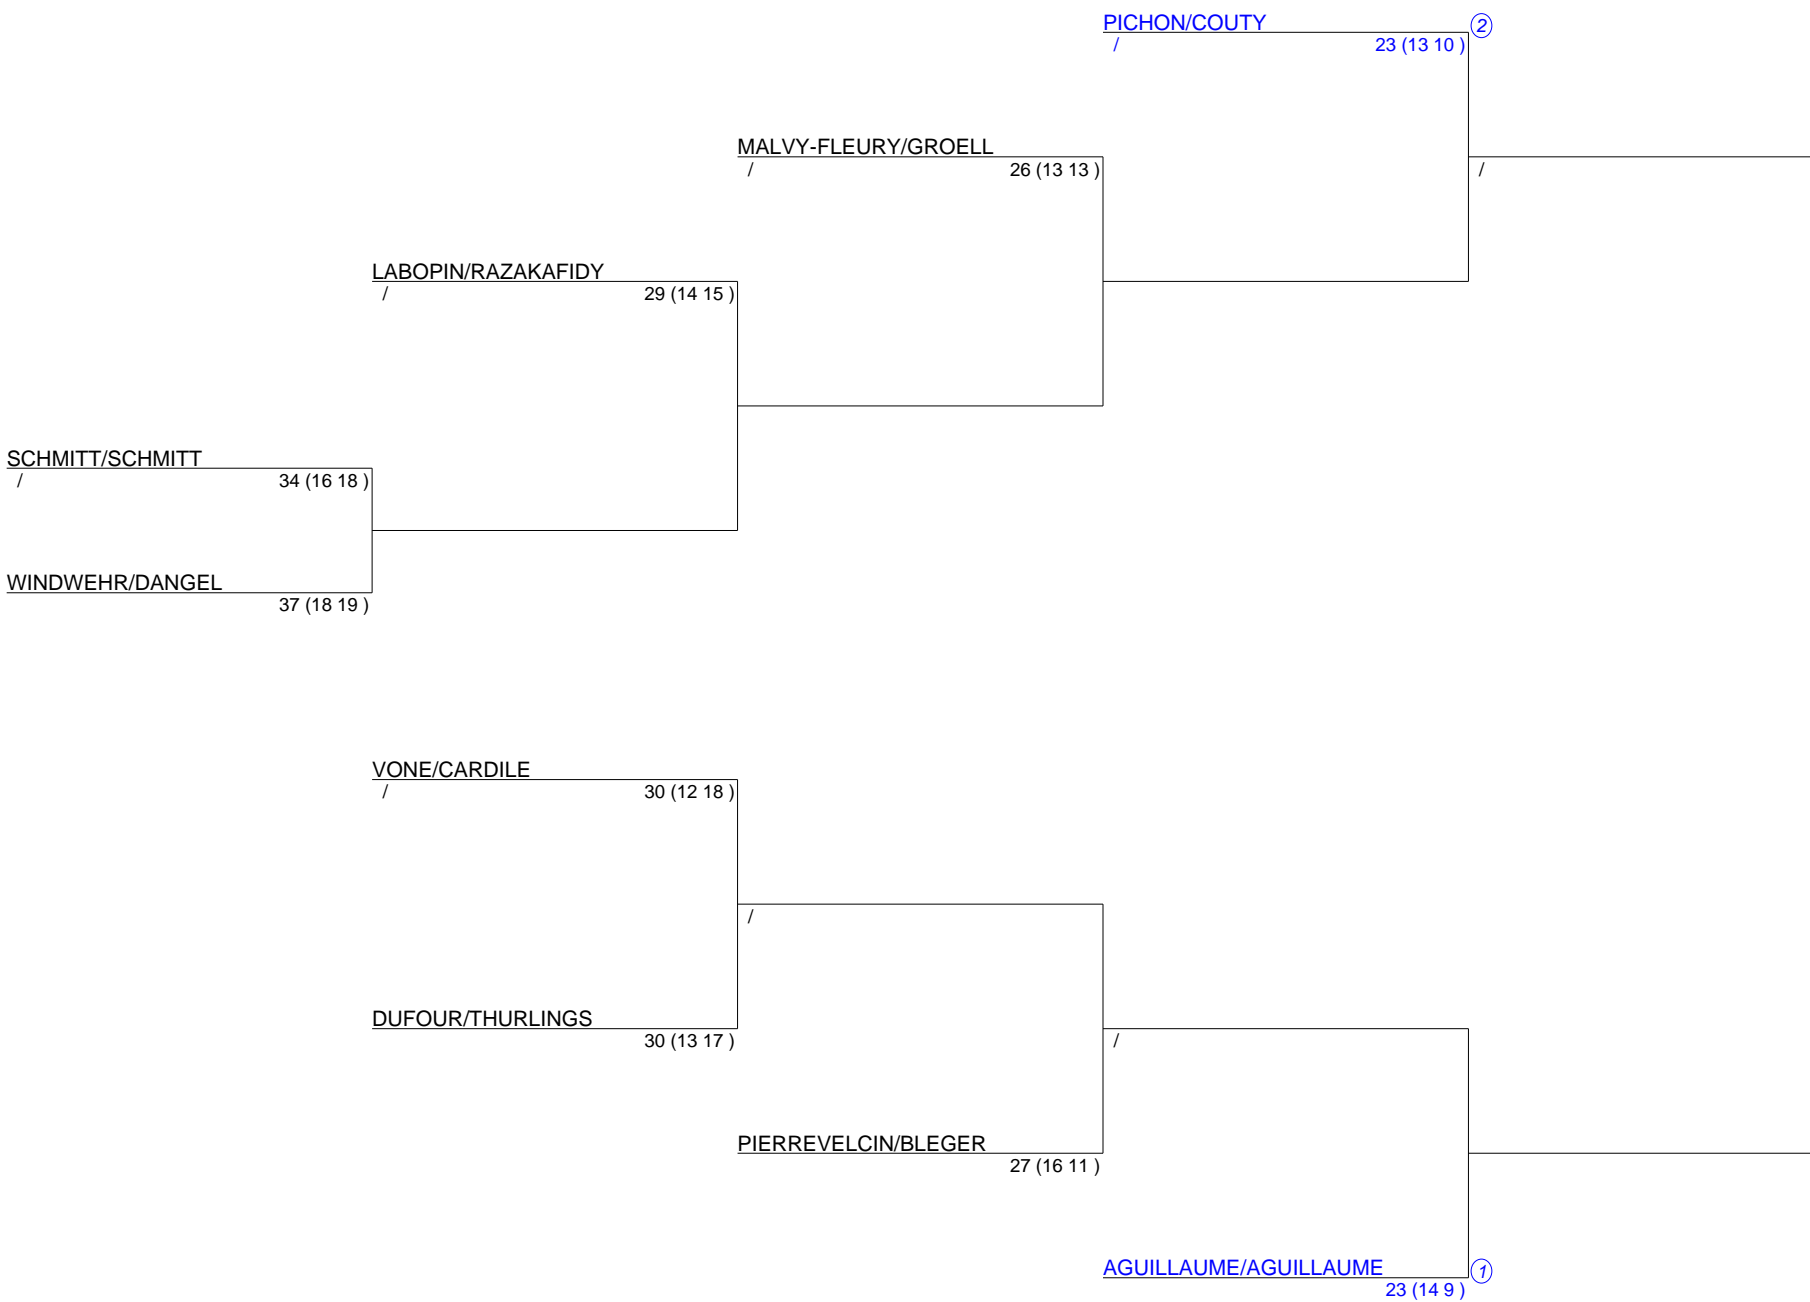 PICHON/COUTY 2
/ 23 (13 10 )
MALVY-FLEURY/GROELL
/ 26 (13 13 )
/
LABOPIN/RAZAKAFIDY
/ 29 (14 15 )
SCHMITT/SCHMITT
/ 34 (16 18 )
WINDWEHR/DANGEL
37 (18 19 )
VONE/CARDILE
/ 30 (12 18 )
/
DUFOUR/THURLINGS
30 (13 17 )
/
PIERREVELCIN/BLEGER
27 (16 11 )
AGUILLAUME/AGUILLAUME 1
23 (14 9 )